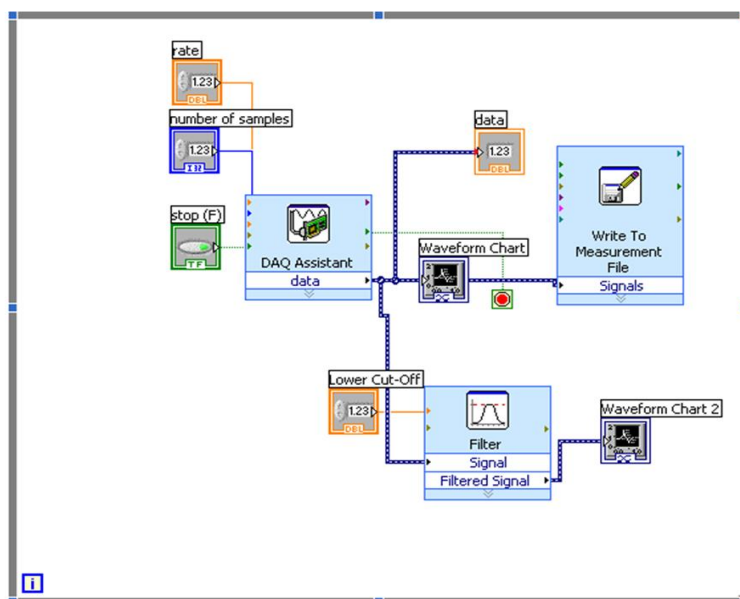 rate
1.23
DBL
number of samples
1.23
I32
stop (F)
TF
DAQ Assistant
data
data
1.23
DBL
Waveform Chart
Write To
Measurement
File
Signals
Lower Cut-Off
1.23
DBL
Filter
Signal
Filtered Signal
Waveform Chart 2
i